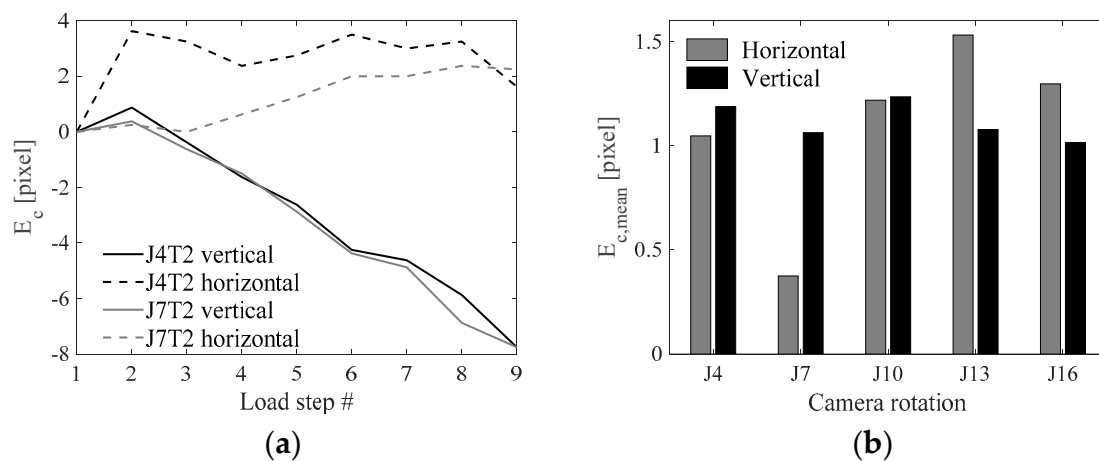 4
2
0
-2
-4
-6
-8
E_c [pixel]
J4T2 vertical
J4T2 horizontal
J7T2 vertical
J7T2 horizontal
1 2 3 4 5 6 7 8 9
Load step #
(a)
1.5
1
0.5
0
E_c,mean [pixel]
Horizontal
Vertical
J4 J7 J10 J13 J16
Camera rotation
(b)